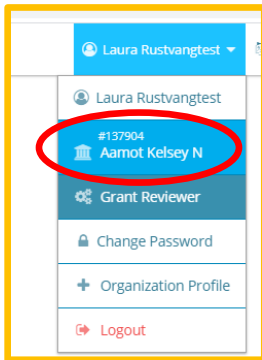 Laura Rustvangtest
Laura Rustvangtest
#137904
Aamot Kelsey N
Grant Reviewer
Change Password
Organization Profile
Logout